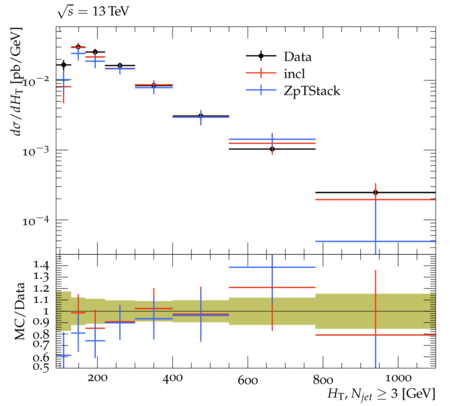 √s = 13 TeV
dσ/dH_T [pb/GeV]
10⁻²
10⁻³
10⁻⁴
Data
incl
ZpTStack
MC/Data
1.4
1.3
1.2
1.1
1
0.9
0.8
0.7
0.6
0.5
200 400 600 800 1000
H_T, N_jet ≥ 3 [GeV]